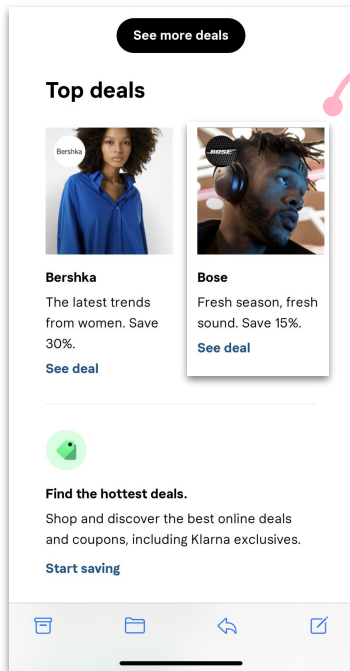 See more deals
Top deals
Bershka
BOSE
Bershka
The latest trends
from women. Save
30%.
See deal
Bose
Fresh season, fresh
sound. Save 15%.
See deal
Find the hottest deals.
Shop and discover the best online deals
and coupons, including Klarna exclusives.
Start saving